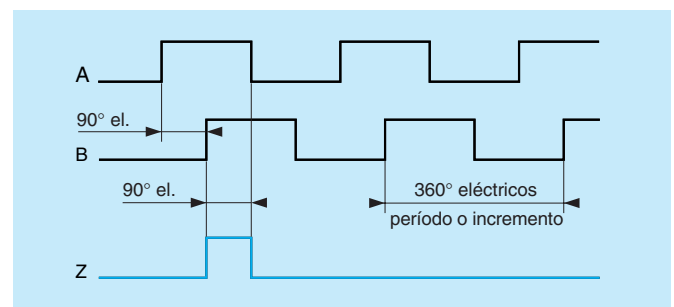 A
90° el.
B
90° el.
360° eléctricos
período o incremento
Z